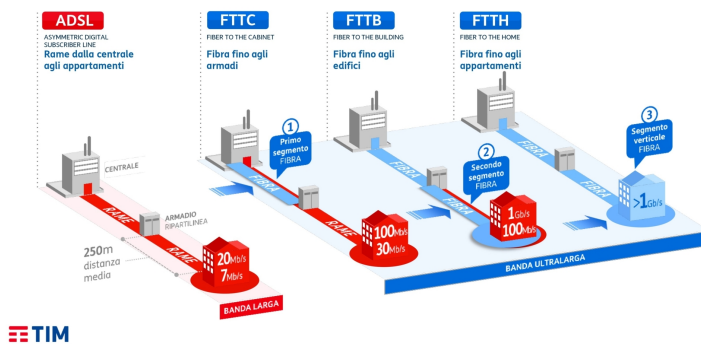 ADSL
ASYMMETRIC DIGITAL
SUBSCRIBER LINE
Rame dalla centrale
agli appartamenti
FTTC
FIBER TO THE CABINET
Fibra fino agli
armadi
FTTB
FIBER TO THE BUILDING
Fibra fino agli
edifici
FTTH
FIBER TO THE HOME
Fibra fino agli
appartamenti
1
Primo
segmento
FIBRA
2
Secondo
segmento
FIBRA
3
Segmento
verticole
FIBRA
CENTRALE
RAME
ARMADIO
RIPARTILINEA
RAME
250m
distanza
media
20Mb/s
7Mb/s
BANDA LARGA
FIBRA
RAME
100Mb/s
30Mb/s
FIBRA
FIBRA
1Gb/s
100Mb/s
FIBRA
FIBRA
>1Gb/s
BANDA ULTRALARGA
TIM